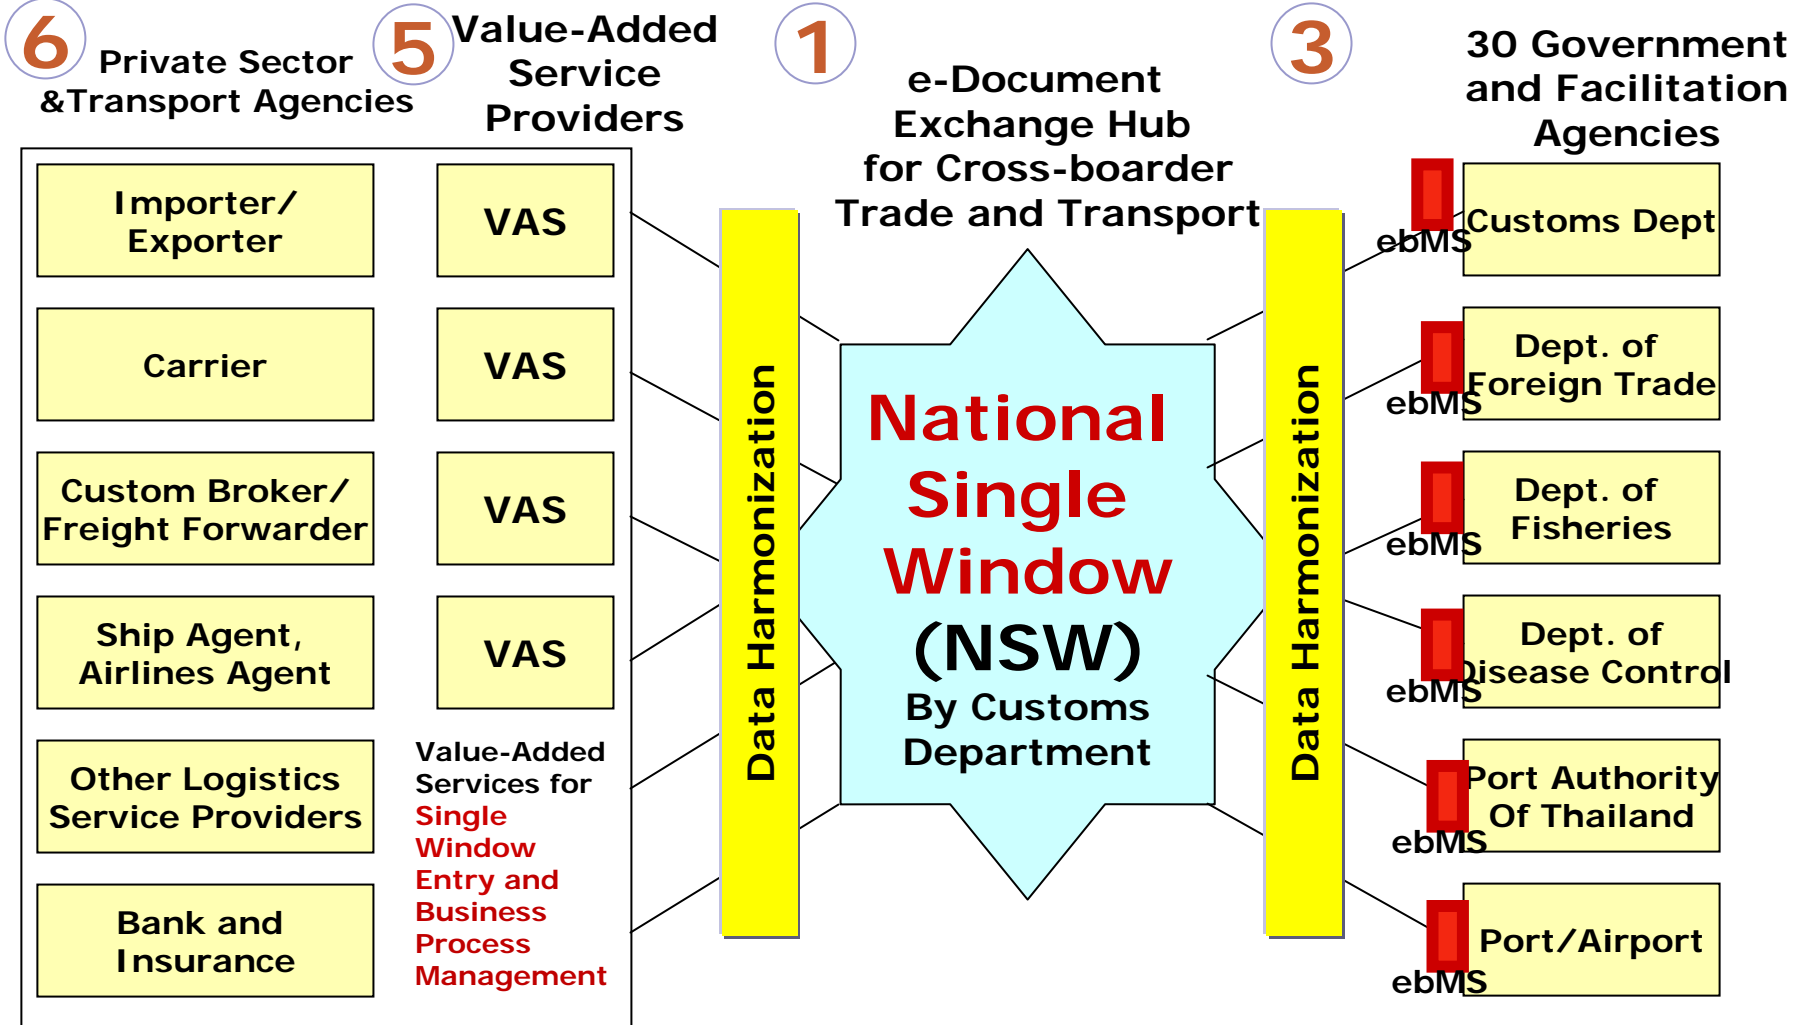 6
Private Sector
&Transport Agencies
5
Value-Added
Service
Providers
1
e-Document
Exchange Hub
for Cross-boarder
Trade and Transport
3
30 Government
and Facilitation
Agencies
Importer/
Exporter
Carrier
Custom Broker/
Freight Forwarder
Ship Agent,
Airlines Agent
Other Logistics
Service Providers
Bank and
Insurance
VAS
VAS
VAS
VAS
Value-Added
Services for
Single
Window
Entry and
Business
Process
Management
Data Harmonization
National
Single
Window
(NSW)
By Customs
Department
Data Harmonization
ebMS
Customs Dept
ebMS
Dept. of
Foreign Trade
ebMS
Dept. of
Fisheries
ebMS
Dept. of
Disease Control
ebMS
Port Authority
Of Thailand
ebMS
Port/Airport